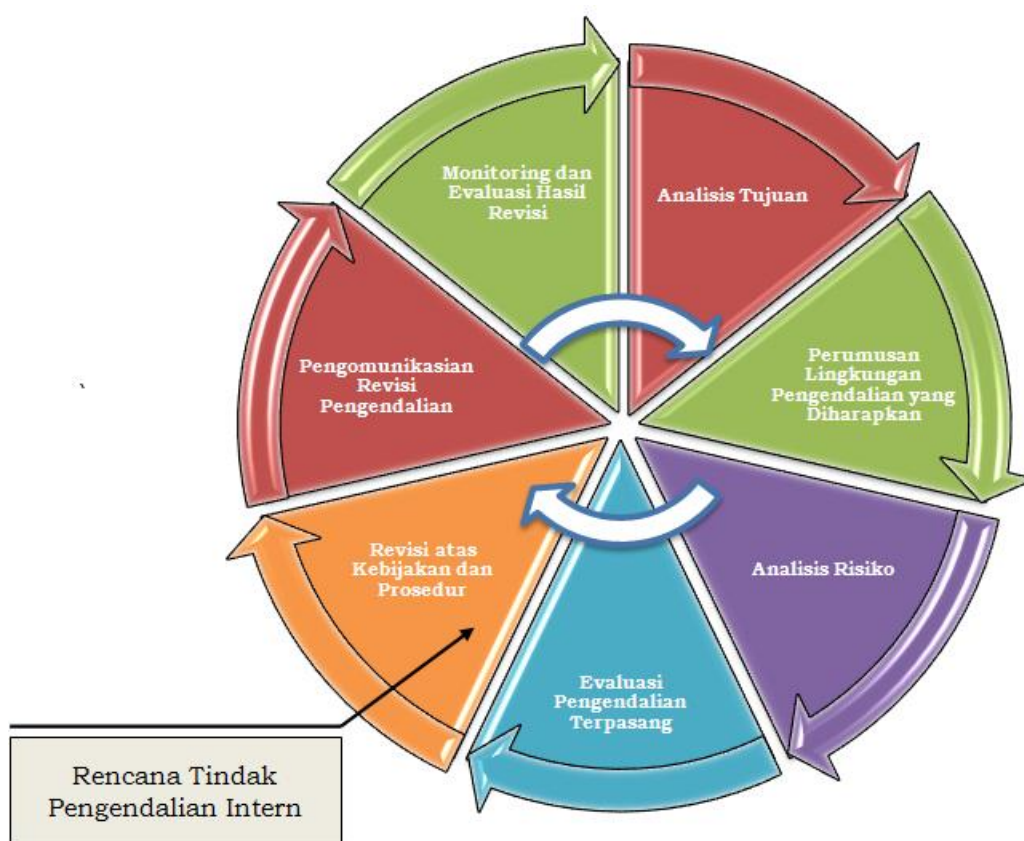 Analisis Tujuan
Perumusan
Lingkungan
Pengendalian yang
Diharapkan
Analisis Risiko
Evaluasi
Pengendalian
Terpasang
Revisi atas
Kebijakan dan
Prosedur
Pengomunikasian
Revisi
Pengendalian
Monitoring dan
Evaluasi Hasil
Revisi
Rencana Tindak
Pengendalian Intern